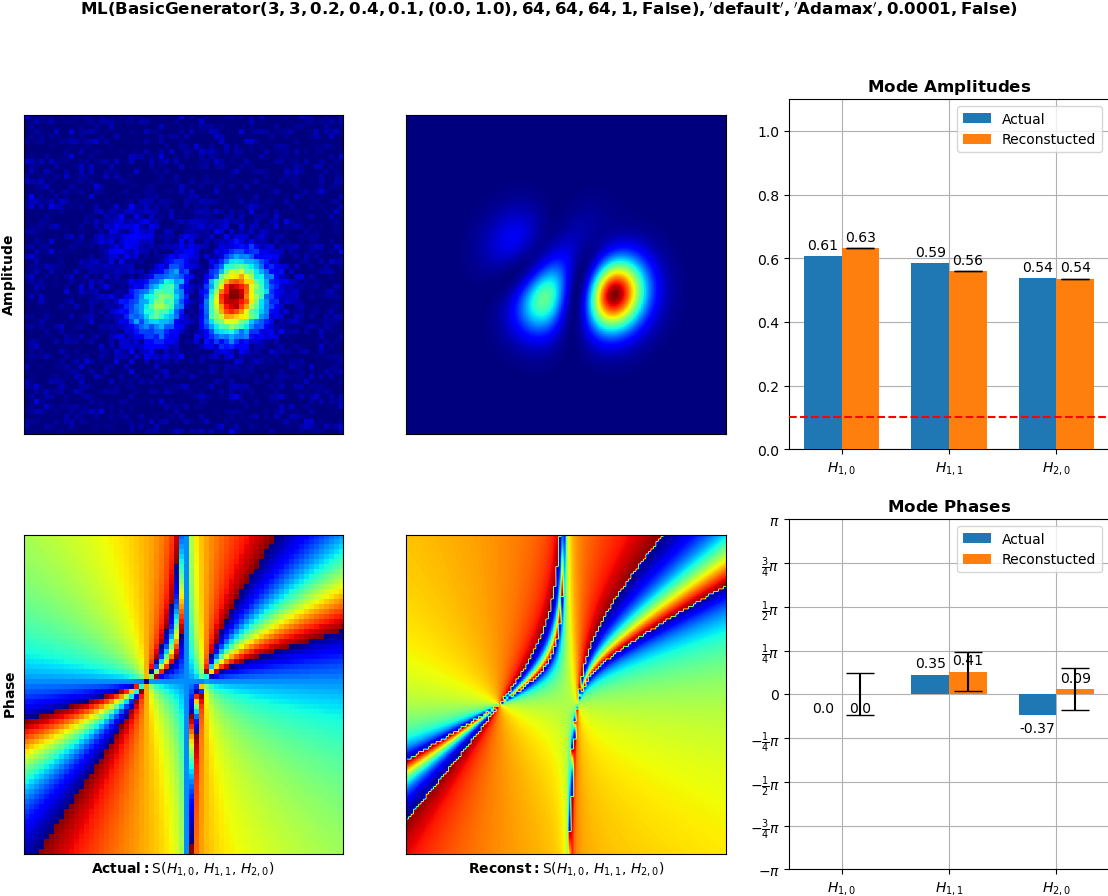 ML(BasicGenerator(3, 3, 0.2, 0.4, 0.1, (0.0, 1.0), 64, 64, 64, 1, False), ′default′, ′Adamax′, 0.0001, False)
Amplitude
Mode Amplitudes
Actual
Reconstucted
1.0
0.8
0.6
0.4
0.2
0.0
0.61 0.63
0.59 0.56
0.54 0.54
H1,0 H1,1 H2,0
Phase
Actual: S(H1,0, H1,1, H2,0)
Reconst: S(H1,0, H1,1, H2,0)
Mode Phases
Actual
Reconstucted
π
3/4π
1/2π
1/4π
0
−1/4π
−1/2π
−3/4π
−π
0.0 0.0
0.35 0.41
-0.37 0.09
H1,0 H1,1 H2,0